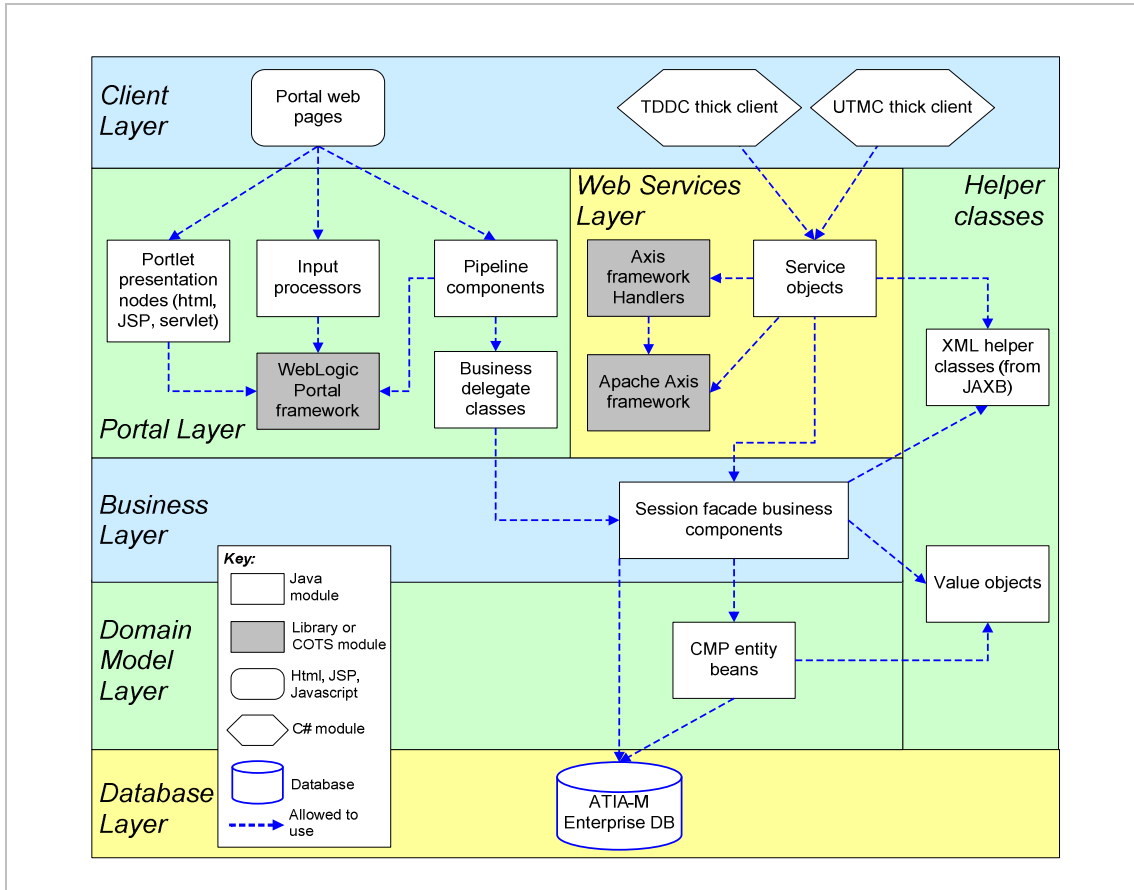 Client
Layer
Portal web
pages
TDDC thick client
UTMC thick client
Web Services
Layer
Helper
classes
Portlet
presentation
nodes (html,
JSP, servlet)
Input
processors
Pipeline
components
Axis
framework
Handlers
Service
objects
WebLogic
Portal
framework
Business
delegate
classes
Apache Axis
framework
XML helper
classes (from
JAXB)
Portal Layer
Business
Layer
Session facade business
components
Value objects
Domain
Model
Layer
CMP entity
beans
Database
Layer
ATIA-M
Enterprise DB
Key:
Java
module
Library or
COTS module
Html, JSP,
Javascript
C# module
Database
Allowed to
use